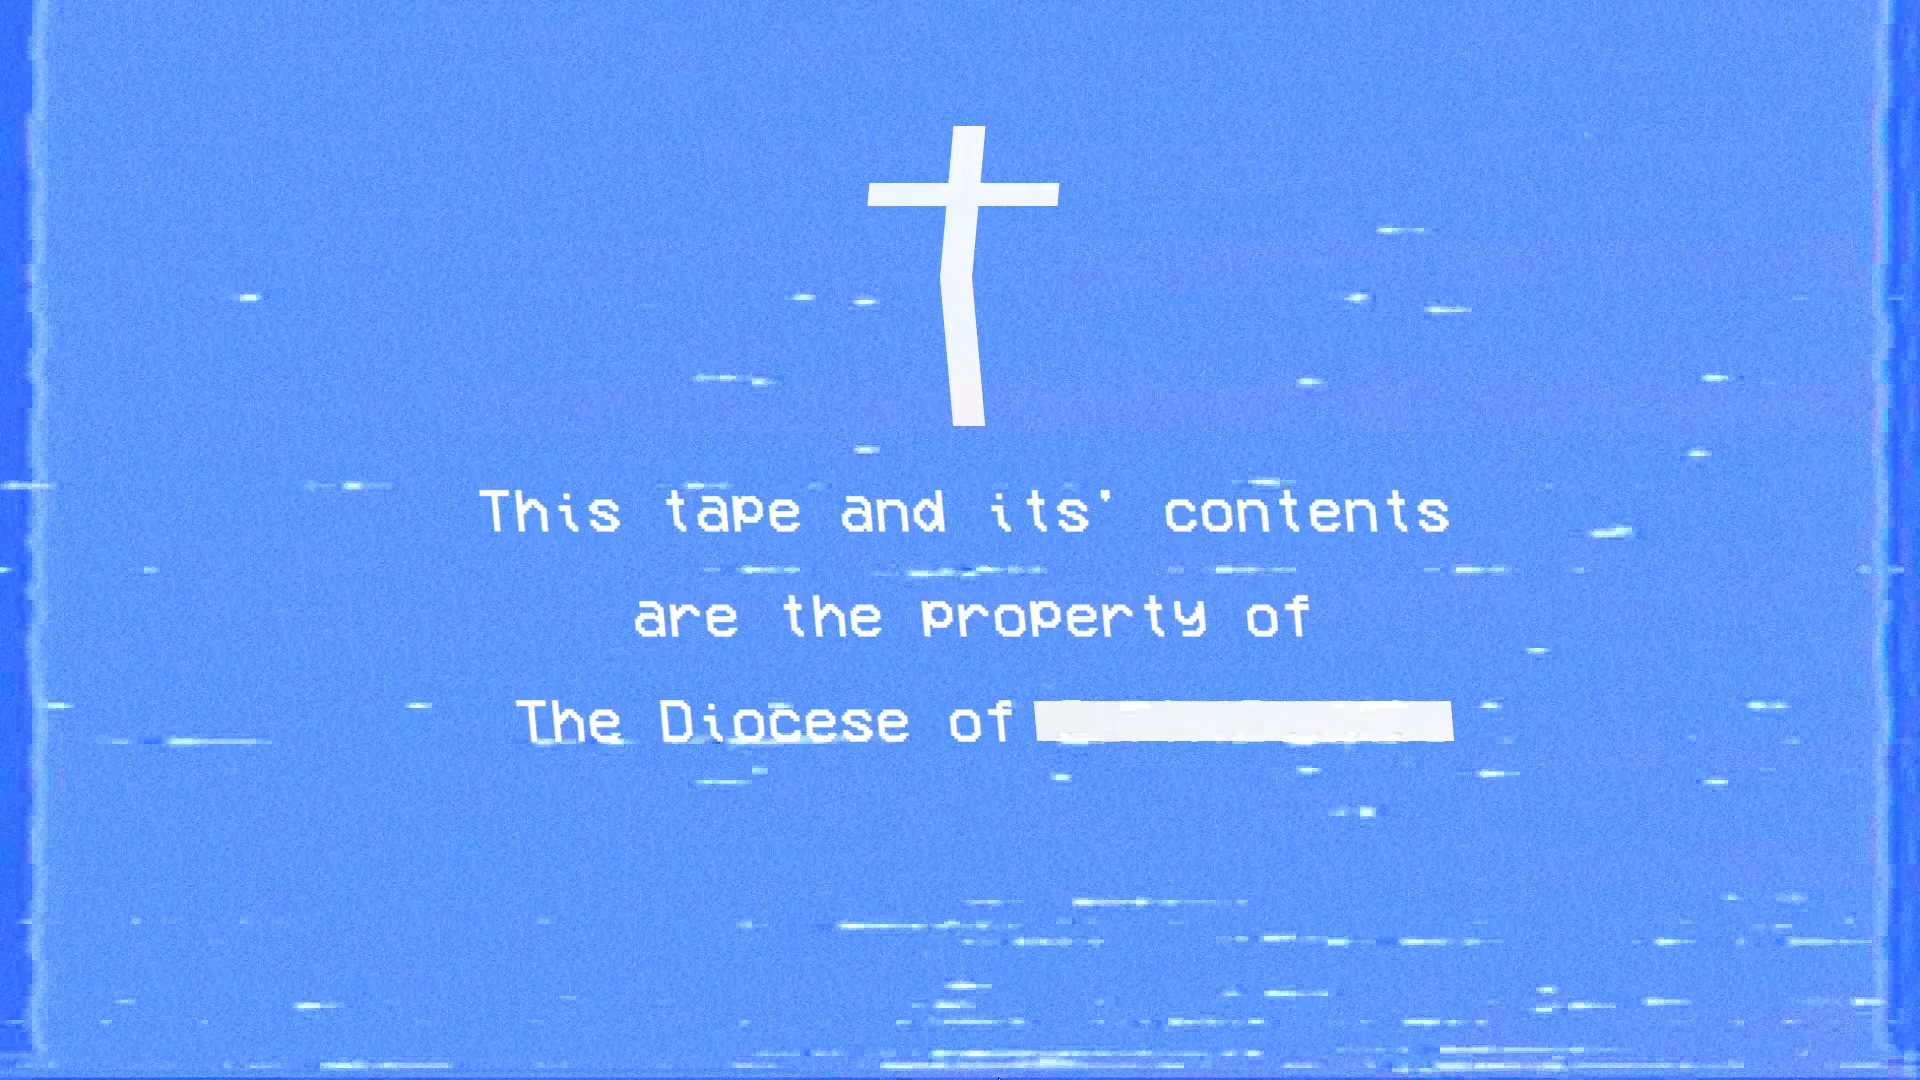 This tape and its' contents
are the property of
The Diocese of